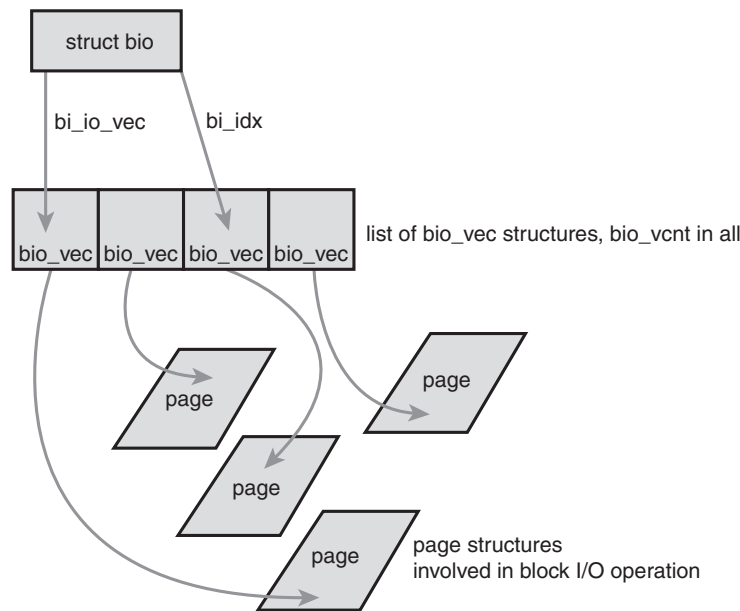 struct bio
bi_io_vec
bi_idx
bio_vec bio_vec bio_vec bio_vec
list of bio_vec structures, bio_vcnt in all
page
page
page
page
page structures
involved in block I/O operation